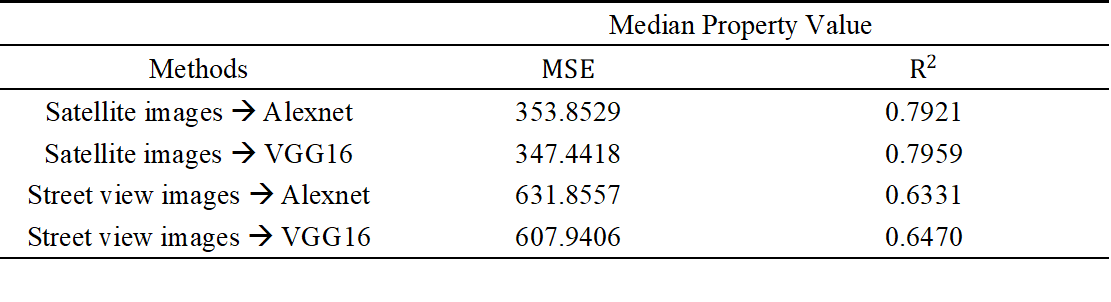 Median Property Value
Methods MSE R²
Satellite images → Alexnet 353.8529 0.7921
Satellite images → VGG16 347.4418 0.7959
Street view images → Alexnet 631.8557 0.6331
Street view images → VGG16 607.9406 0.6470